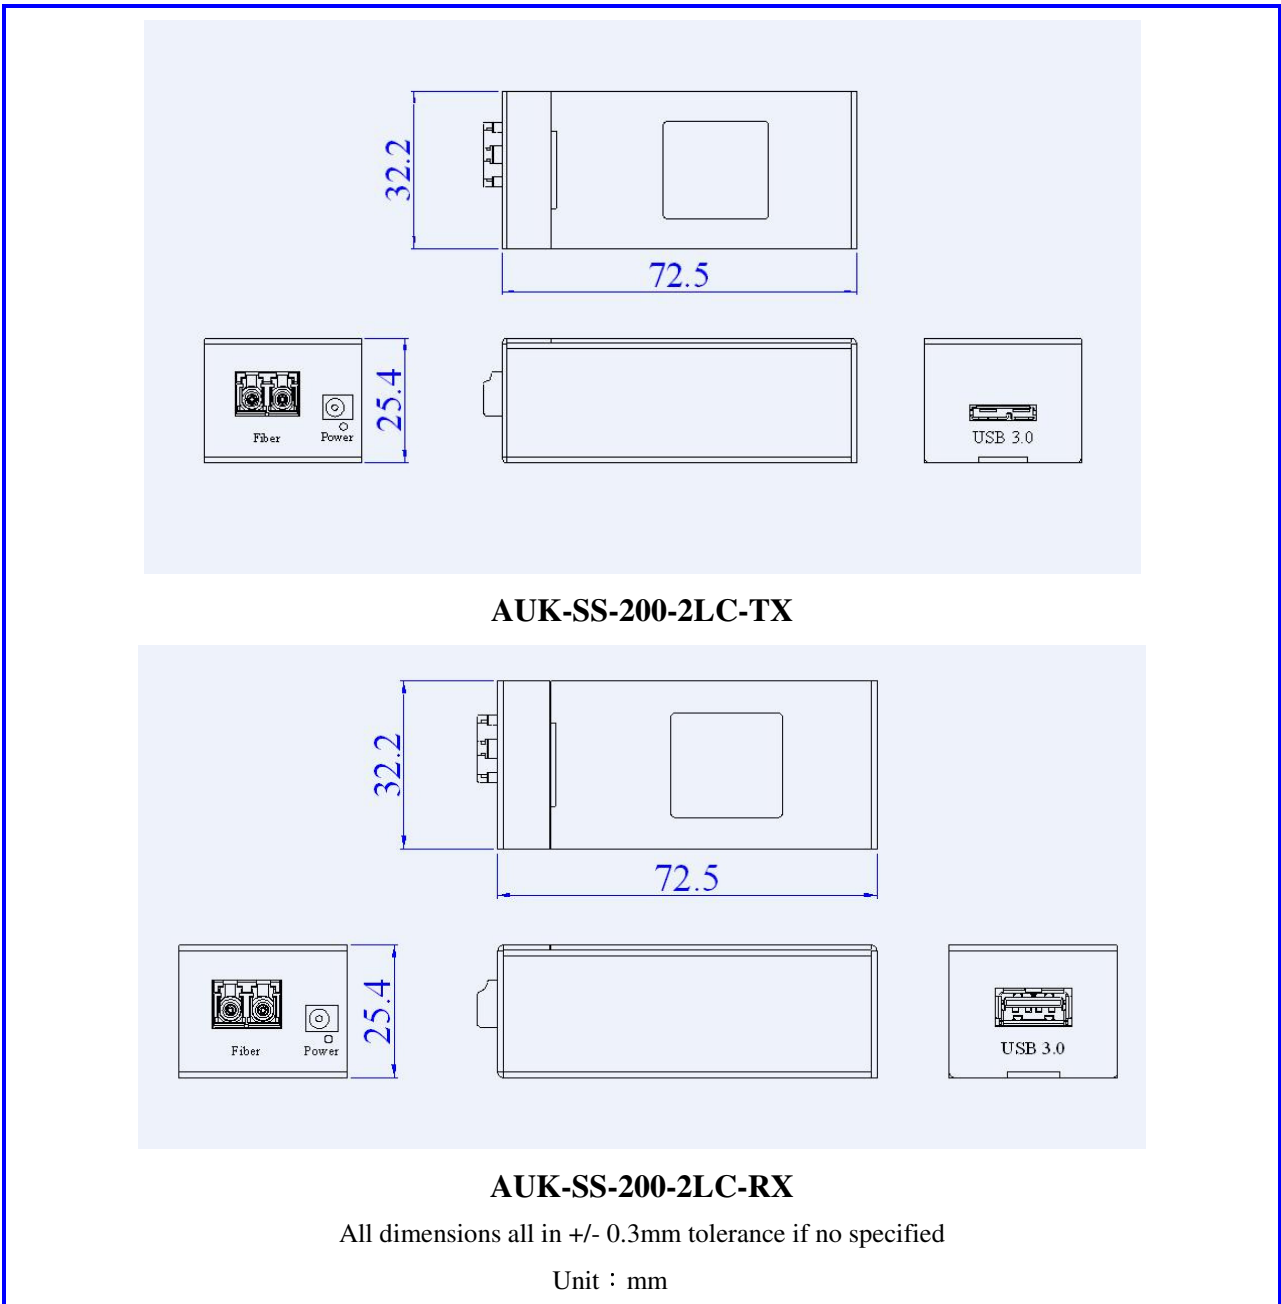 32.2
72.5
25.4
Fiber
Power
USB 3.0
AUK-SS-200-2LC-TX
32.2
72.5
25.4
Fiber
Power
USB 3.0
AUK-SS-200-2LC-RX
All dimensions all in +/- 0.3mm tolerance if no specified
Unit：mm